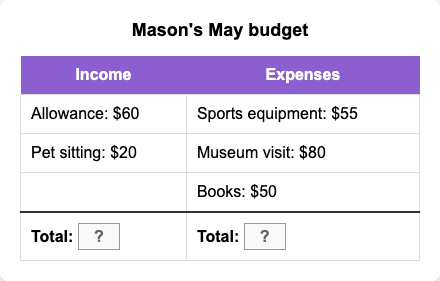 Mason's May budget
Income Expenses
Allowance: $60 Sports equipment: $55
Pet sitting: $20 Museum visit: $80
Books: $50
Total: ? Total: ?